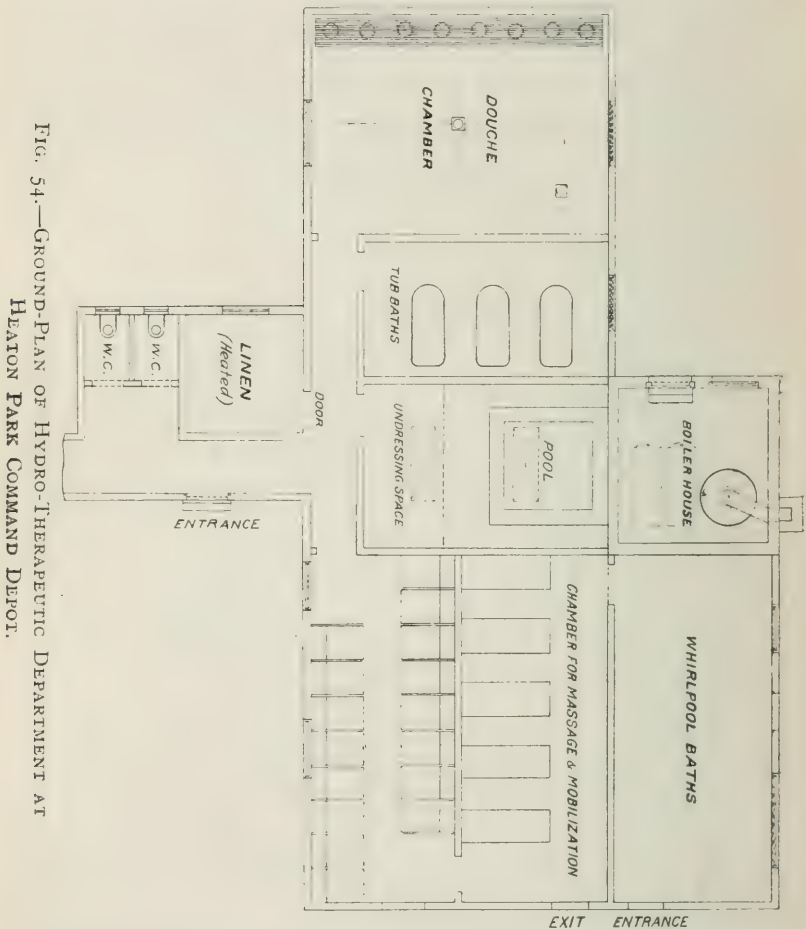 DOUCHE
CHAMBER
TUB BATHS
LINEN
(Heated)
W.C.
W.C.
DOOR
UNDRESSING SPACE
POOL
BOILER HOUSE
ENTRANCE
CHAMBER FOR MASSAGE & MOBILIZATION
WHIRLPOOL BATHS
EXIT
ENTRANCE
FIG. 54.—GROUND-PLAN OF HYDRO-THERAPEUTIC DEPARTMENT AT
HEATON PARK COMMAND DEPOT.